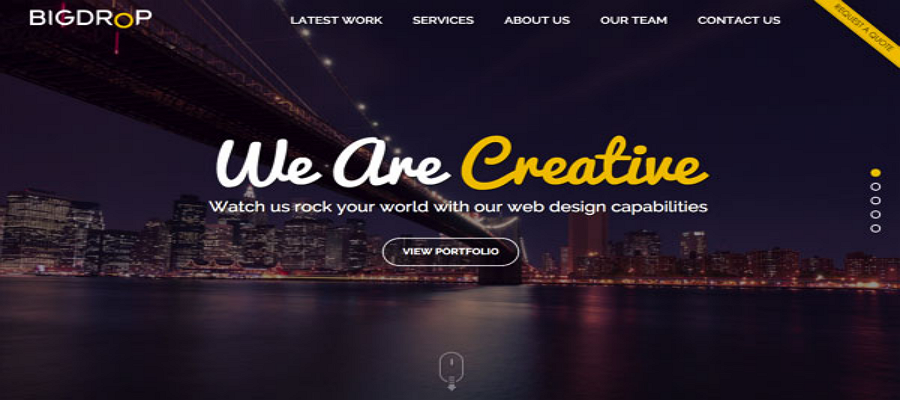 BIGDROP
LATEST WORK SERVICES ABOUT US OUR TEAM CONTACT US
REQUEST A QUOTE
We Are Creative
Watch us rock your world with our web design capabilities
VIEW PORTFOLIO